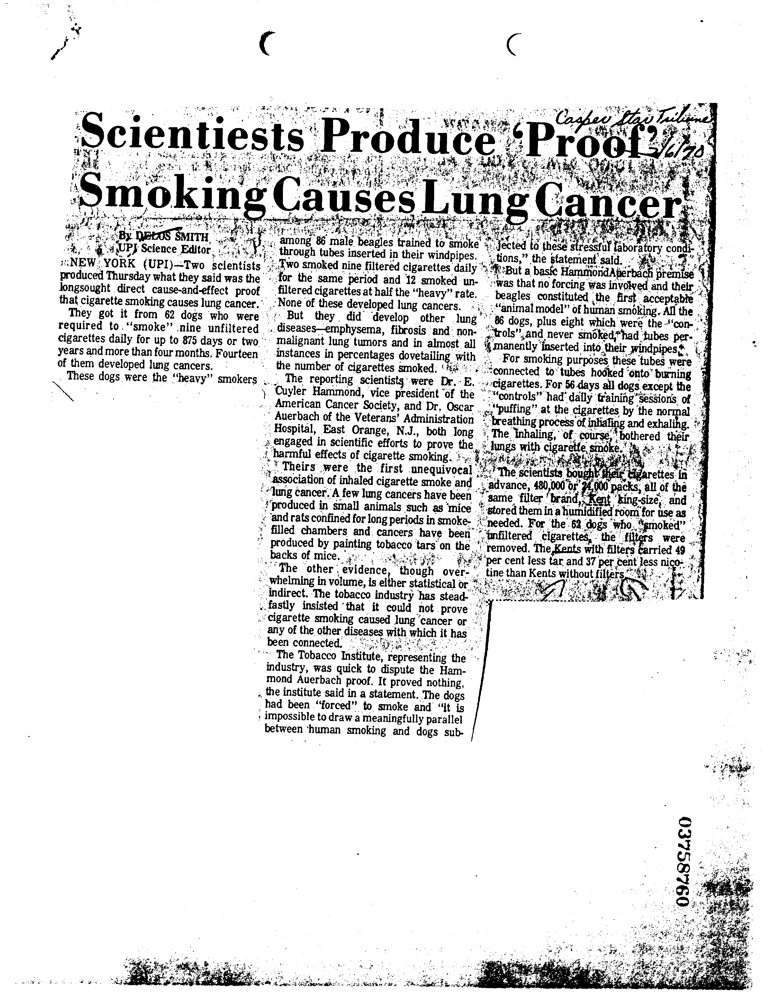 Casper Star Tribune
2/6/70
Scientiests Produce 'Proof'
Smoking Causes Lung Cancer
By DELOS SMITH
UPI Science Editor
NEW YORK (UPI)—Two scientists
produced Thursday what they said was the
longsought direct cause-and-effect proof
that cigarette smoking causes lung cancer.
They got it from 62 dogs who were
required to "smoke" nine unfiltered
cigarettes daily for up to 875 days or two
years and more than four months. Fourteen
of them developed lung cancers.
These dogs were the "heavy" smokers
among 86 male beagles trained to smoke
through tubes inserted in their windpipes.
Two smoked nine filtered cigarettes daily
for the same period and 12 smoked un-
filtered cigarettes at half the "heavy" rate.
None of these developed lung cancers.
But they did develop other lung
diseases—emphysema, fibrosis and non-
malignant lung tumors and in almost all
instances in percentages dovetailing with
the number of cigarettes smoked.
The reporting scientists were Dr. E.
Cuyler Hammond, vice president of the
American Cancer Society, and Dr. Oscar
Auerbach of the Veterans' Administration
Hospital, East Orange, N.J., both long
engaged in scientific efforts to prove the
harmful effects of cigarette smoking.
Theirs were the first unequivocal
association of inhaled cigarette smoke and
lung cancer. A few lung cancers have been
produced in small animals such as mice
and rats confined for long periods in smoke-
filled chambers and cancers have been
produced by painting tobacco tars on the
backs of mice.
The other evidence, though over-
whelming in volume, is either statistical or
indirect. The tobacco industry has stead-
fastly insisted that it could not prove
cigarette smoking caused lung cancer or
any of the other diseases with which it has
been connected.
The Tobacco Institute, representing the
industry, was quick to dispute the Ham-
mond Auerbach proof. It proved nothing,
the institute said in a statement. The dogs
had been "forced" to smoke and "it is
impossible to draw a meaningfully parallel
between human smoking and dogs sub-
jected to these stressful laboratory condi-
tions," the statement said.
But a basic HammondAuerbach premise
was that no forcing was involved and their
beagles constituted the first acceptable
"animal model" of human smoking. All the
86 dogs, plus eight which were the "con-
trols" and never smoked, had tubes per-
manently inserted into their windpipes.
For smoking purposes these tubes were
connected to tubes hooked onto burning
cigarettes. For 56 days all dogs except the
"controls" had daily training sessions of
"puffing" at the cigarettes by the normal
breathing process of inhaling and exhaling.
The inhaling, of course, bothered their
lungs with cigarette smoke.
The scientists bought their cigarettes in
advance, 480,000 or 24,000 packs, all of the
same filter brand, Kent king-size, and
stored them in a humidified room for use as
needed. For the 62 dogs who "smoked"
unfiltered cigarettes, the filters were
removed. The Kents with filters carried 49
per cent less tar and 37 per cent less nico-
tine than Kents without filters.
03758760